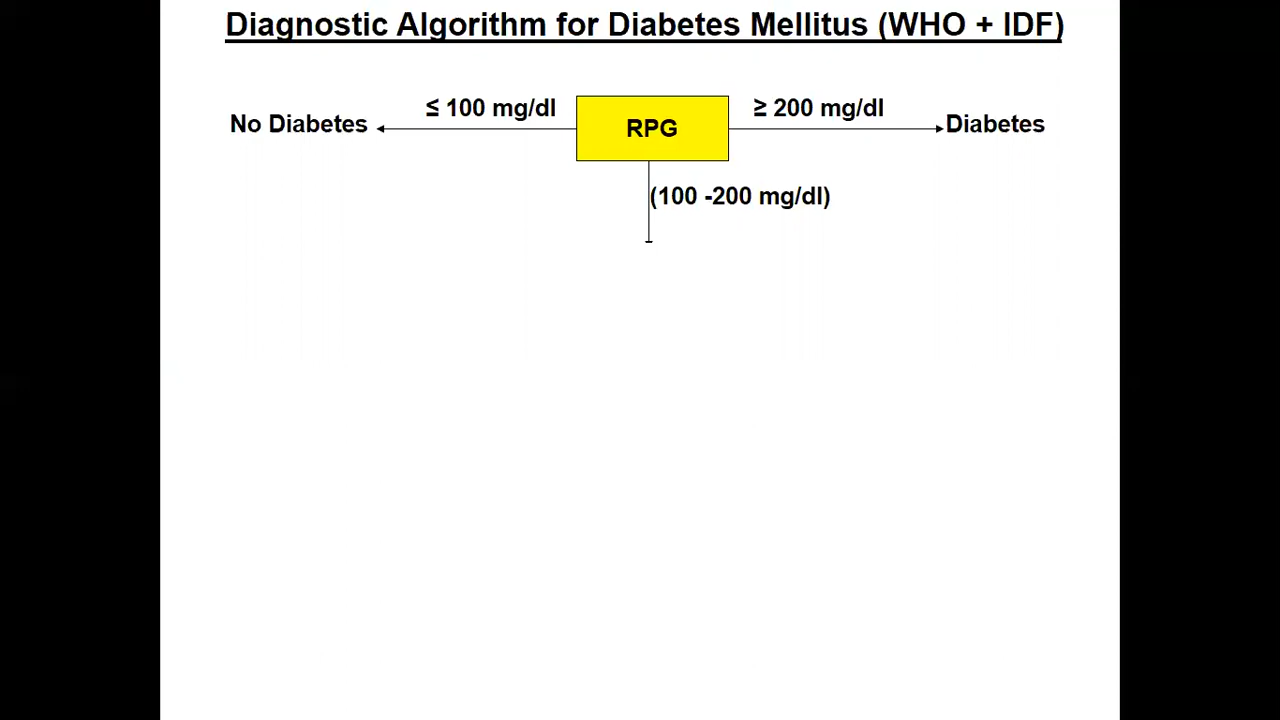 Diagnostic Algorithm for Diabetes Mellitus (WHO + IDF)
No Diabetes
≤ 100 mg/dl
RPG
≥ 200 mg/dl
Diabetes
(100 -200 mg/dl)